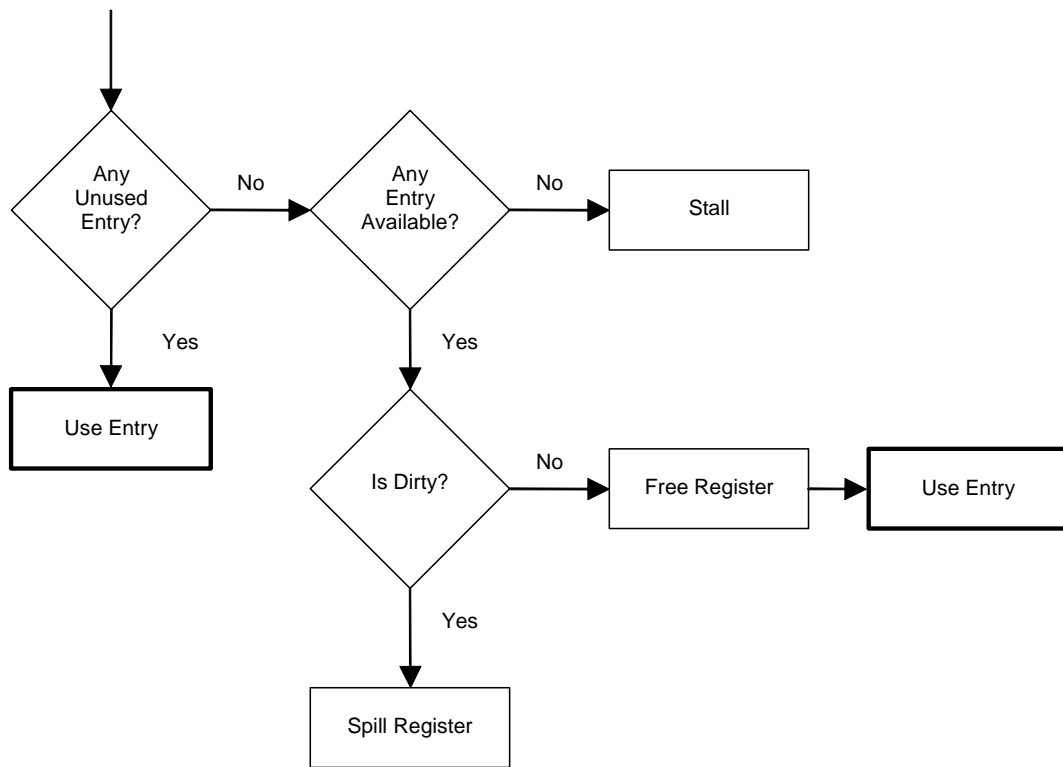 Any
Unused
Entry?
No
Any
Entry
Available?
No
Stall
Yes
Yes
Use Entry
Is Dirty?
No
Free Register
Use Entry
Yes
Spill Register